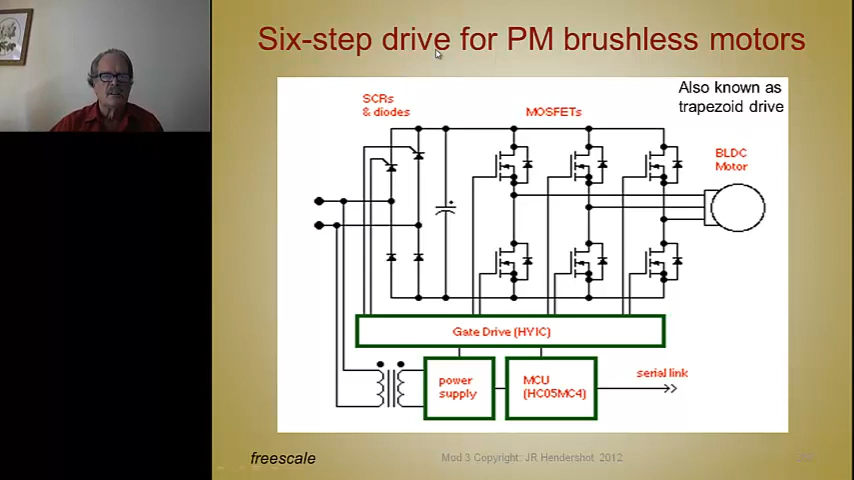 Six-step drive for PM brushless motors
Also known as
trapezoid drive
SCRs
& diodes
MOSFETs
BLDC
Motor
Gate Drive (HYIC)
power
supply
MCU
(HC05MC4)
serial link
freescale
Mod 3 Copyright: JR Hendershot 2012